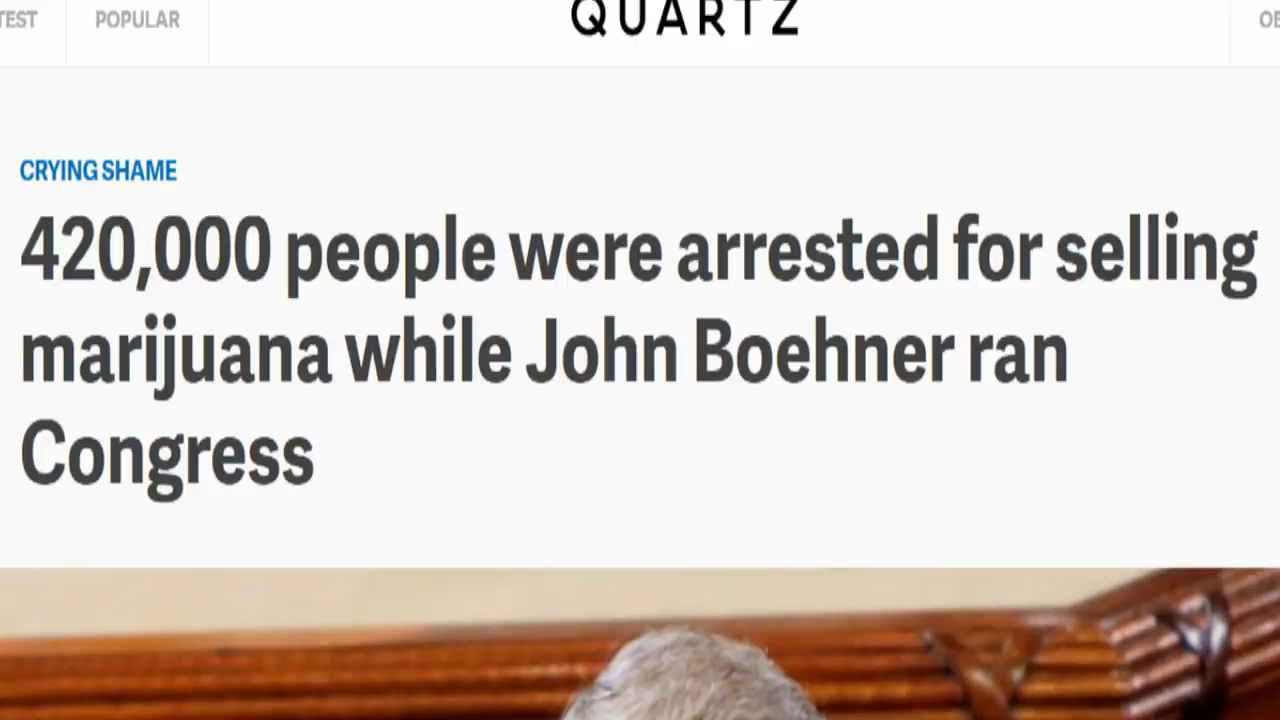 TEST POPULAR QUARTZ
CRYING SHAME
420,000 people were arrested for selling
marijuana while John Boehner ran
Congress